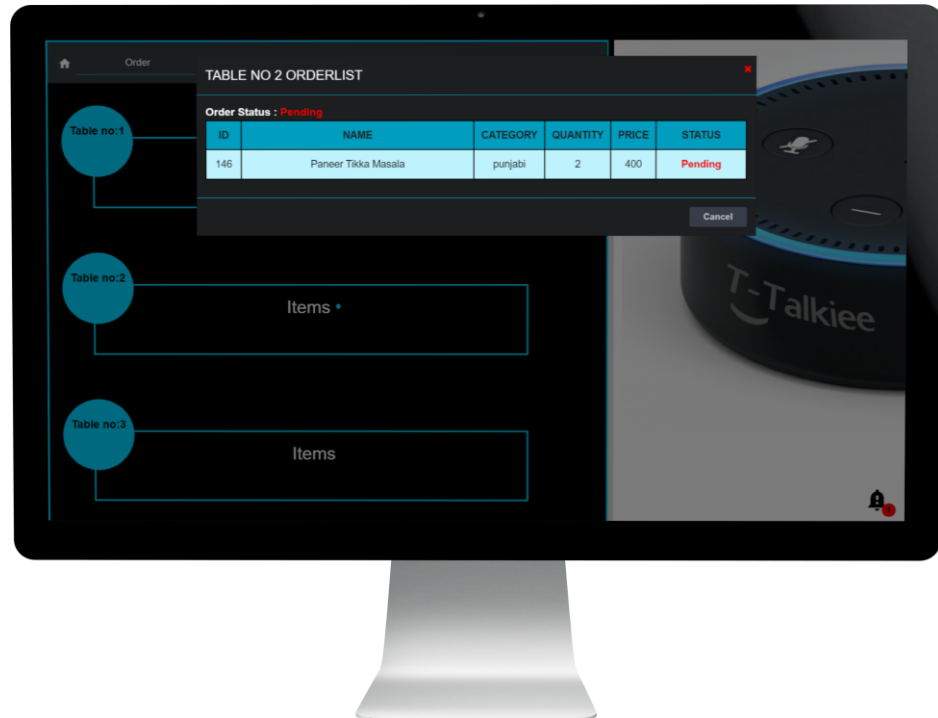 Order
TABLE NO 2 ORDERLIST
Order Status : Pending
ID NAME CATEGORY QUANTITY PRICE STATUS
146 Paneer Tikka Masala punjabi 2 400 Pending
Cancel
Table no:1
Table no:2
Items
Table no:3
Items
T-Talkiee